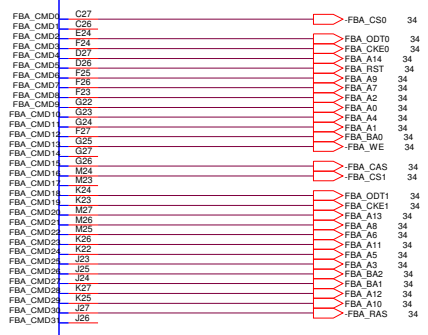 FBA_CMD0 C27 -FBA_CS0 34
FBA_CMD1 C26
FBA_CMD2 E24 FBA_ODT0 34
FBA_CMD3 F24 FBA_CKE0 34
FBA_CMD4 D27 FBA_A14 34
FBA_CMD5 D26 FBA_RST 34
FBA_CMD6 F25 FBA_A9 34
FBA_CMD7 F26 FBA_A7 34
FBA_CMD8 F23 FBA_A2 34
FBA_CMD9 G22 FBA_A0 34
FBA_CMD10 G23 FBA_A4 34
FBA_CMD11 G24 FBA_A1 34
FBA_CMD12 F27 FBA_BA0 34
FBA_CMD13 G25 -FBA_WE 34
FBA_CMD14 G27
FBA_CMD15 G26 -FBA_CAS 34
FBA_CMD16 M24 -FBA_CS1 34
FBA_CMD17 M23
FBA_CMD18 K24 FBA_ODT1 34
FBA_CMD19 K23 FBA_CKE1 34
FBA_CMD20 M27 FBA_A13 34
FBA_CMD21 M26 FBA_A8 34
FBA_CMD22 M25 FBA_A6 34
FBA_CMD23 K26 FBA_A11 34
FBA_CMD24 K22 FBA_A5 34
FBA_CMD25 J23 FBA_A3 34
FBA_CMD26 J25 FBA_BA2 34
FBA_CMD27 J24 FBA_BA1 34
FBA_CMD28 K27 FBA_A12 34
FBA_CMD29 K25 FBA_A10 34
FBA_CMD30 J27 -FBA_RAS 34
FBA_CMD31 J26